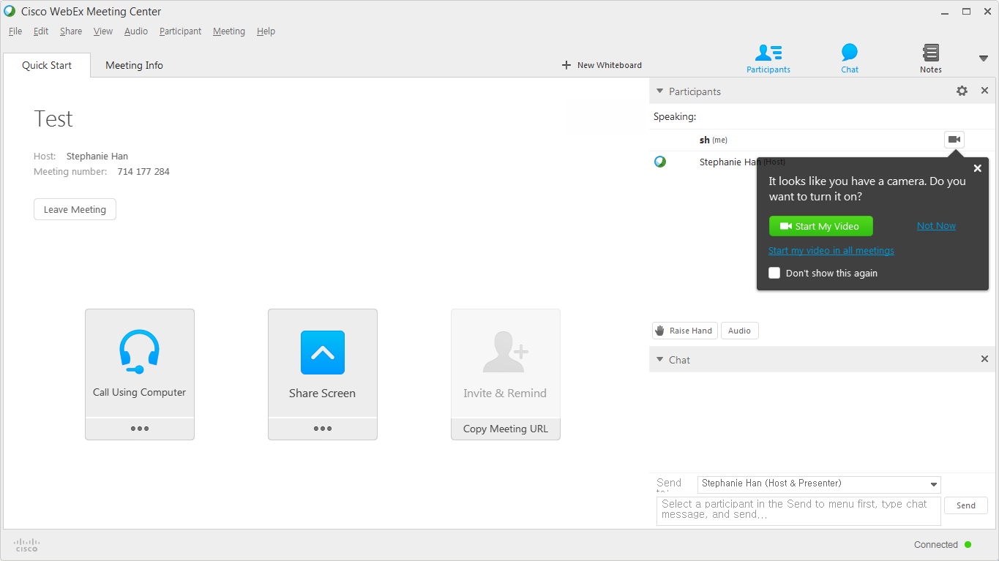 Cisco WebEx Meeting Center
File Edit Share View Audio Participant Meeting Help
Quick Start
Meeting Info
New Whiteboard
Participants
Chat
Notes
Test
Host: Stephanie Han
Meeting number: 714 177 284
Leave Meeting
Call Using Computer
Share Screen
Invite & Remind
Copy Meeting URL
Participants
Speaking:
sh (me)
Stephanie Han (Host)
It looks like you have a camera. Do you
want to turn it on?
Start My Video
Not Now
Start my video in all meetings
Don't show this again
Raise Hand
Audio
Chat
Send
to:
Stephanie Han (Host & Presenter)
Select a participant in the Send to menu first, type chat
message, and send...
Send
CISCO
Connected